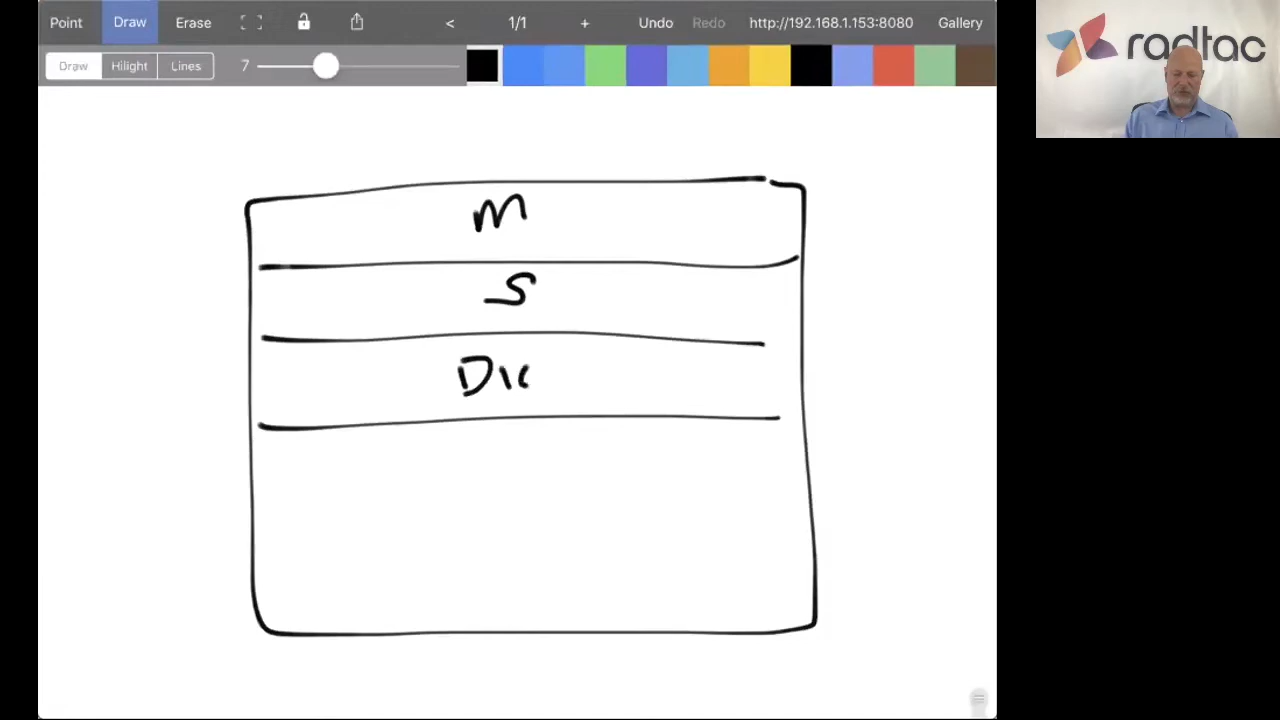 Point Draw Erase < 1/1 + Undo Redo http://192.168.1.153:8080 Gallery
Draw Hilight Lines 7
radtac
M
S